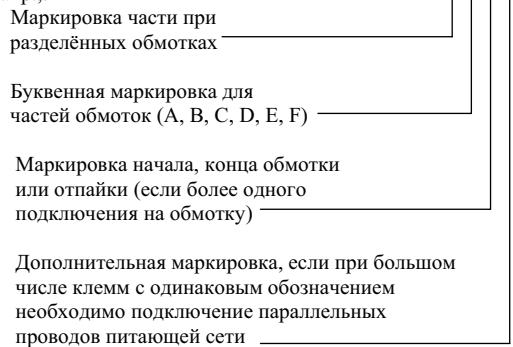 Маркировка части при
разделённых обмотках
Буквенная маркировка для
частей обмоток (A, B, C, D, E, F)
Маркировка начала, конца обмотки
или отпайки (если более одного
подключения на обмотку)
Дополнительная маркировка, если при большом
числе клемм с одинаковым обозначением
необходимо подключение параллельных
проводов питающей сети